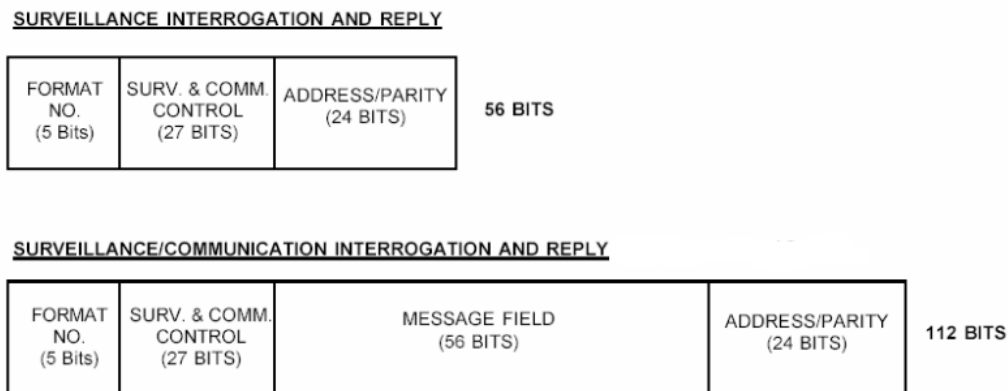 SURVEILLANCE INTERROGATION AND REPLY
FORMAT
NO.
(5 Bits)
SURV. & COMM.
CONTROL
(27 BITS)
ADDRESS/PARITY
(24 BITS)
56 BITS
SURVEILLANCE/COMMUNICATION INTERROGATION AND REPLY
FORMAT
NO.
(5 Bits)
SURV. & COMM.
CONTROL
(27 BITS)
MESSAGE FIELD
(56 BITS)
ADDRESS/PARITY
(24 BITS)
112 BITS